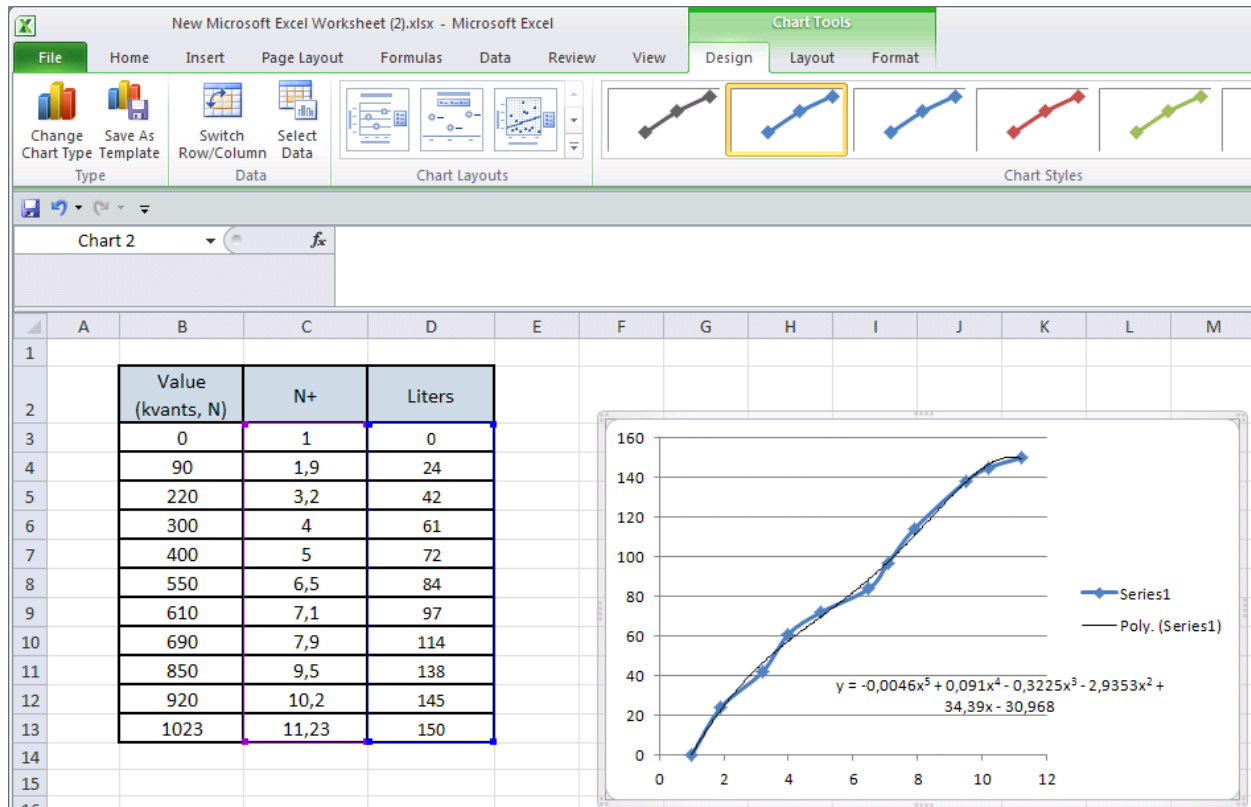 New Microsoft Excel Worksheet (2).xlsx - Microsoft Excel
Chart Tools
File Home Insert Page Layout Formulas Data Review View Design Layout Format
Change Chart Type
Save As Template
Switch Row/Column
Select Data
Type Data Chart Layouts Chart Styles
Chart 2 fx
A B C D E F G H I J K L M
1
2 Value (kvants, N) N+ Liters
3 0 1 0
4 90 1,9 24
5 220 3,2 42
6 300 4 61
7 400 5 72
8 550 6,5 84
9 610 7,1 97
10 690 7,9 114
11 850 9,5 138
12 920 10,2 145
13 1023 11,23 150
14
15
16
160
140
120
100
80
60
40
20
0
0 2 4 6 8 10 12
Series1
Poly. (Series1)
y = -0,0046x⁵ + 0,091x⁴ - 0,3225x³ - 2,9353x² +
34,39x - 30,968